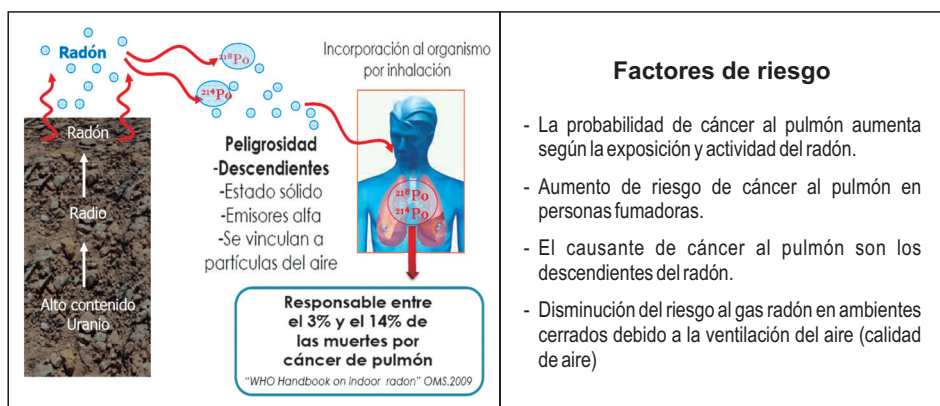 Radón
²¹⁸Po
²¹⁴Po
Incorporación al organismo
por inhalación
Radón
Radio
Alto contenido
Uranio
Peligrosidad
-Descendientes
-Estado sólido
-Emisores alfa
-Se vinculan a
partículas del aire
²¹⁸Po
²¹⁴Po
Responsable entre
el 3% y el 14% de
las muertes por
cáncer de pulmón
"WHO Handbook on indoor radon" OMS.2009
Factores de riesgo
- La probabilidad de cáncer al pulmón aumenta
según la exposición y actividad del radón.
- Aumento de riesgo de cáncer al pulmón en
personas fumadoras.
- El causante de cáncer al pulmón son los
descendientes del radón.
- Disminución del riesgo al gas radón en ambientes
cerrados debido a la ventilación del aire (calidad
de aire)